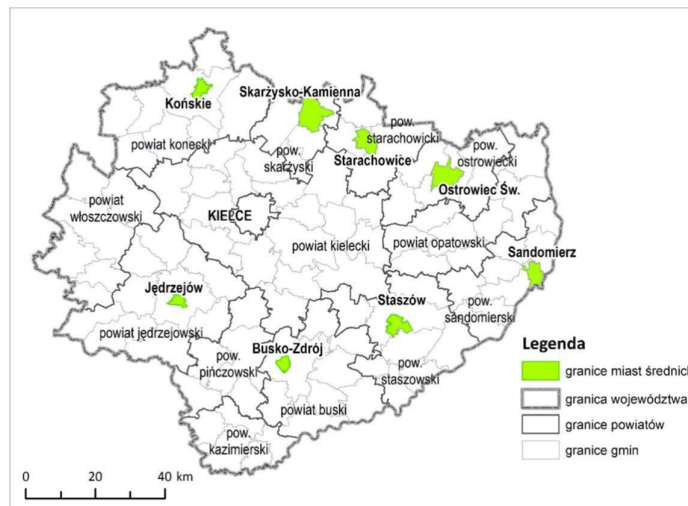 Skarżysko-Kamienna
Końskie
pow.
starachowicki
pow.
ostrowiecki
powiat konecki
pow.
skarżyski
Starachowice
powiat
włoszczowski
Ostrowiec Św.
KIELCE
powiat kielecki
powiat opatowski
Sandomierz
Jędrzejów
Staszów
pow.
sandomierski
powiat jędrzejowski
Busko-Zdrój
pow.
pińczowski
pow.
staszowski
powiat buski
pow.
kazimierski
Legenda
granice miast średnich
granica województwa
granice powiatów
granice gmin
0 20 40 km